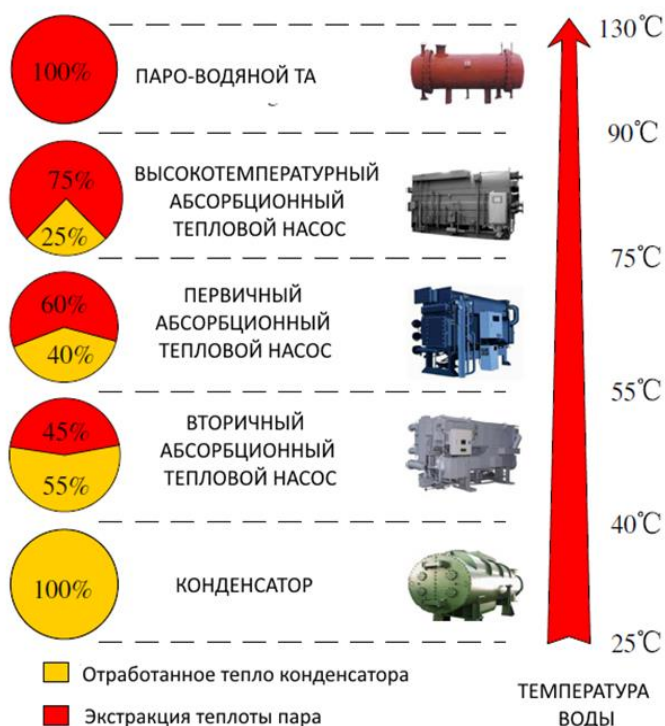 130℃
100%
ПАРО-ВОДЯНОЙ ТА
90℃
75%
25%
ВЫСОКОТЕМПЕРАТУРНЫЙ
АБСОРБЦИОННЫЙ
ТЕПЛОВОЙ НАСОС
75℃
60%
40%
ПЕРВИЧНЫЙ
АБСОРБЦИОННЫЙ
ТЕПЛОВОЙ НАСОС
55℃
45%
55%
ВТОРИЧНЫЙ
АБСОРБЦИОННЫЙ
ТЕПЛОВОЙ НАСОС
40℃
100%
КОНДЕНСАТОР
25℃
Отработанное тепло конденсатора
Экстракция теплоты пара
ТЕМПЕРАТУРА
ВОДЫ